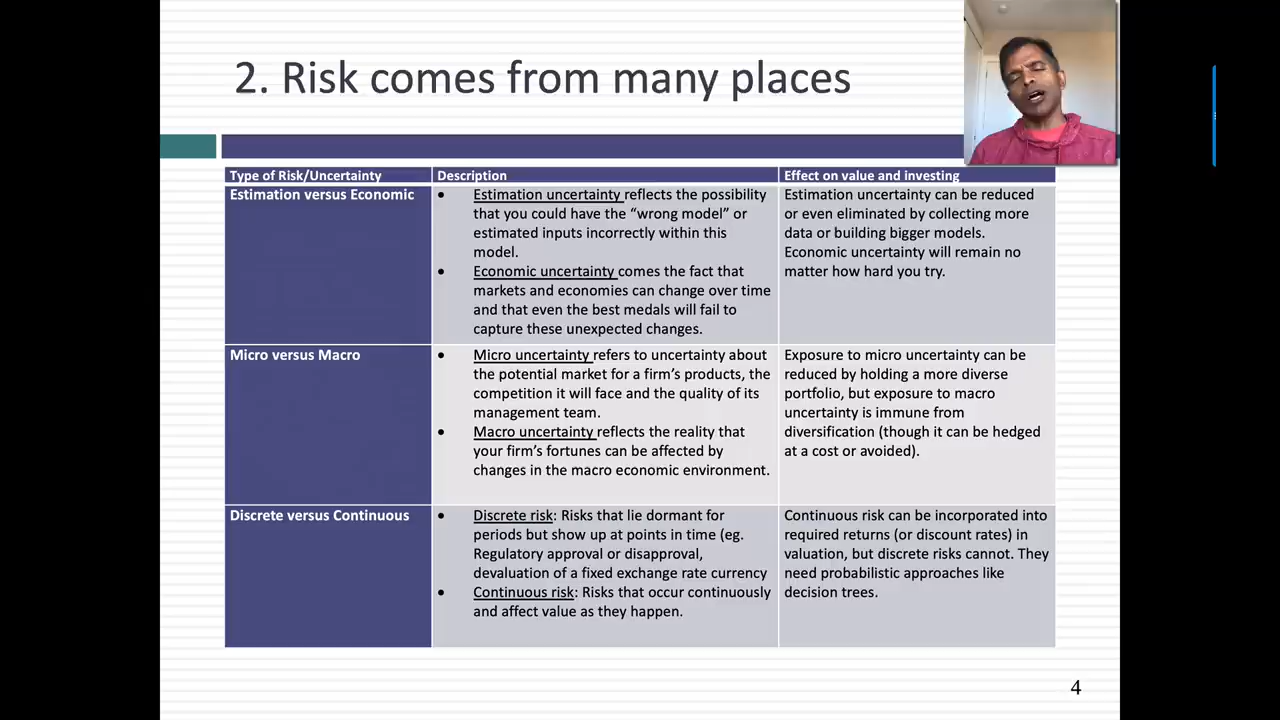 2. Risk comes from many places
Type of Risk/Uncertainty
Description
Effect on value and investing
Estimation versus Economic
• Estimation uncertainty reflects the possibility
that you could have the “wrong model” or
estimated inputs incorrectly within this
model.
• Economic uncertainty comes the fact that
markets and economies can change over time
and that even the best medals will fail to
capture these unexpected changes.
Estimation uncertainty can be reduced
or even eliminated by collecting more
data or building bigger models.
Economic uncertainty will remain no
matter how hard you try.
Micro versus Macro
• Micro uncertainty refers to uncertainty about
the potential market for a firm’s products, the
competition it will face and the quality of its
management team.
• Macro uncertainty reflects the reality that
your firm’s fortunes can be affected by
changes in the macro economic environment.
Exposure to micro uncertainty can be
reduced by holding a more diverse
portfolio, but exposure to macro
uncertainty is immune from
diversification (though it can be hedged
at a cost or avoided).
Discrete versus Continuous
• Discrete risk: Risks that lie dormant for
periods but show up at points in time (eg.
Regulatory approval or disapproval,
devaluation of a fixed exchange rate currency
• Continuous risk: Risks that occur continuously
and affect value as they happen.
Continuous risk can be incorporated into
required returns (or discount rates) in
valuation, but discrete risks cannot. They
need probabilistic approaches like
decision trees.
4